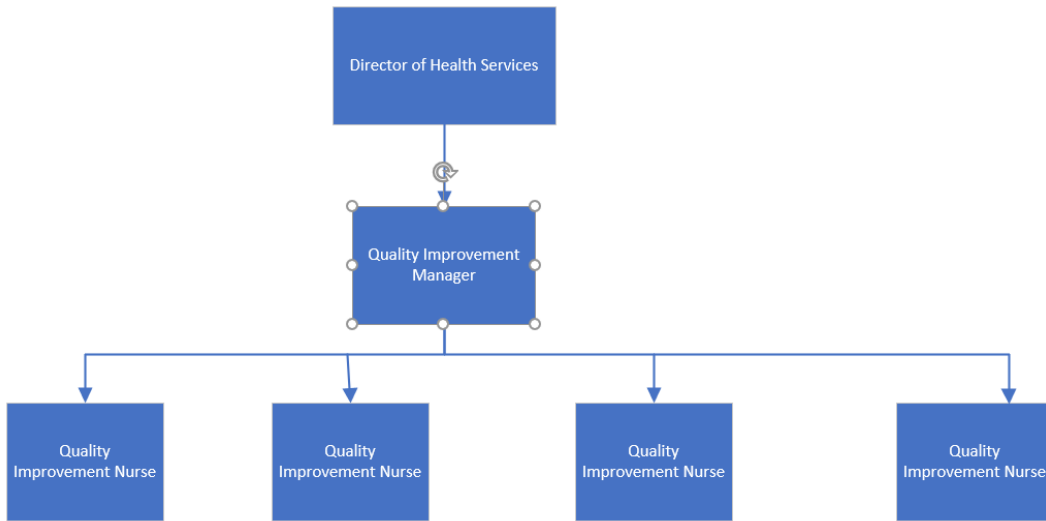 Director of Health Services
Quality Improvement
Manager
Quality
Improvement Nurse
Quality
Improvement Nurse
Quality
Improvement Nurse
Quality
Improvement Nurse